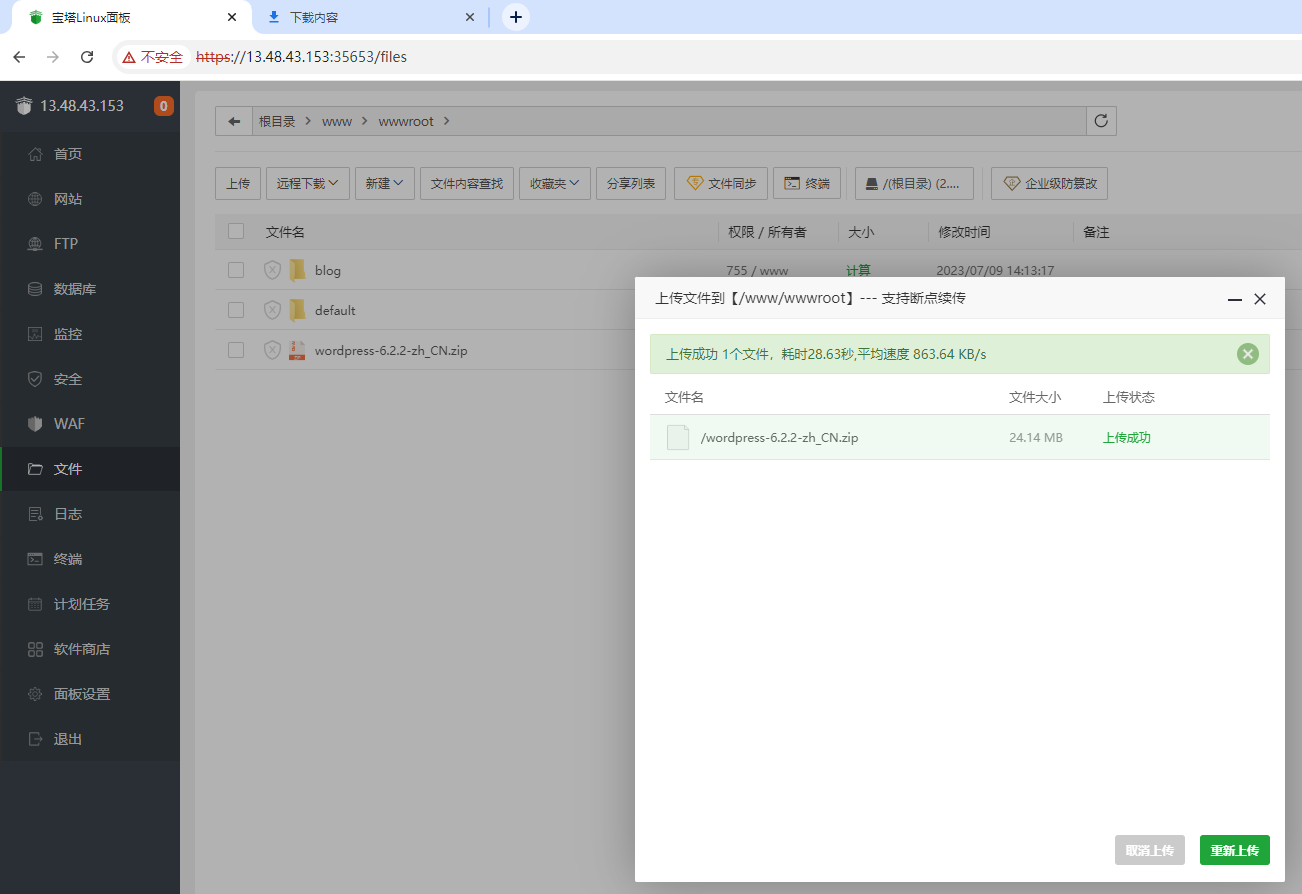 宝塔Linux面板
下载内容
不安全 https://13.48.43.153:35653/files
13.48.43.153 0
首页
网站
FTP
数据库
监控
安全
WAF
文件
日志
终端
计划任务
软件商店
面板设置
退出
根目录 www wwwroot
上传 远程下载 新建 文件内容查找 收藏夹 分享列表 文件同步 终端 /(根目录) (2.... 企业级防篡改
文件名 权限 / 所有者 大小 修改时间 备注
blog 755 / www 计算 2023/07/09 14:13:17
default
wordpress-6.2.2-zh_CN.zip
上传文件到【/www/wwwroot】--- 支持断点续传
上传成功 1个文件，耗时28.63秒,平均速度 863.64 KB/s
文件名 文件大小 上传状态
/wordpress-6.2.2-zh_CN.zip 24.14 MB 上传成功
取消上传 重新上传